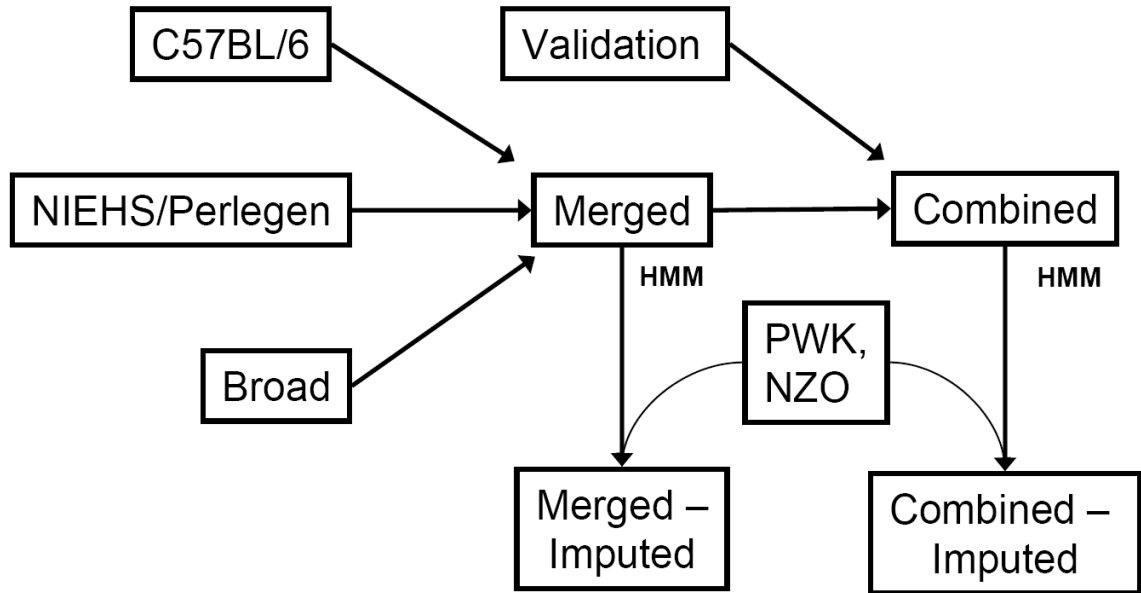 C57BL/6
Validation
NIEHS/Perlegen
Merged
Combined
HMM
HMM
Broad
PWK,
NZO
Merged –
Imputed
Combined –
Imputed